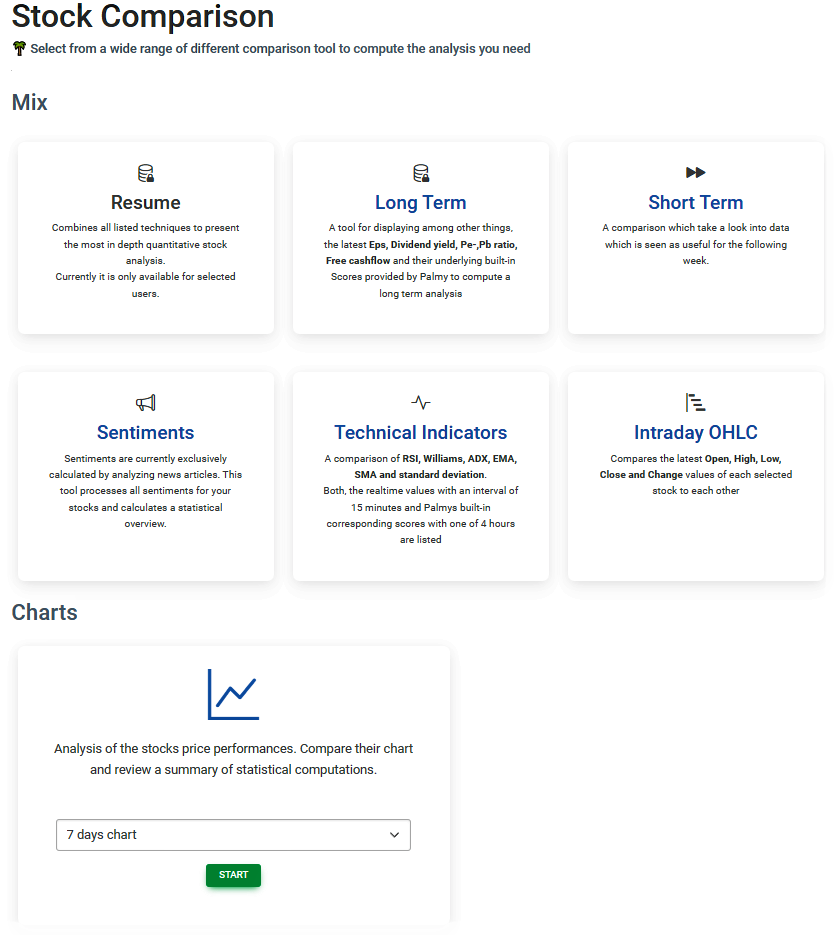 Stock Comparison
Select from a wide range of different comparison tool to compute the analysis you need
Mix
Resume
Combines all listed techniques to present
the most in depth quantitative stock
analysis.
Currently it is only available for selected
users.
Long Term
A tool for displaying among other things,
the latest Eps, Dividend yield, Pe-,Pb ratio,
Free cashflow and their underlying built-in
Scores provided by Palmy to compute a
long term analysis
Short Term
A comparison which take a look into data
which is seen as useful for the following
week.
Sentiments
Sentiments are currently exclusively
calculated by analyzing news articles. This
tool processes all sentiments for your
stocks and calculates a statistical
overview.
Technical Indicators
A comparison of RSI, Williams, ADX, EMA,
SMA and standard deviation.
Both, the realtime values with an interval of
15 minutes and Palmys built-in
corresponding scores with one of 4 hours
are listed
Intraday OHLC
Compares the latest Open, High, Low,
Close and Change values of each selected
stock to each other
Charts
Analysis of the stocks price performances. Compare their chart
and review a summary of statistical computations.
7 days chart
START